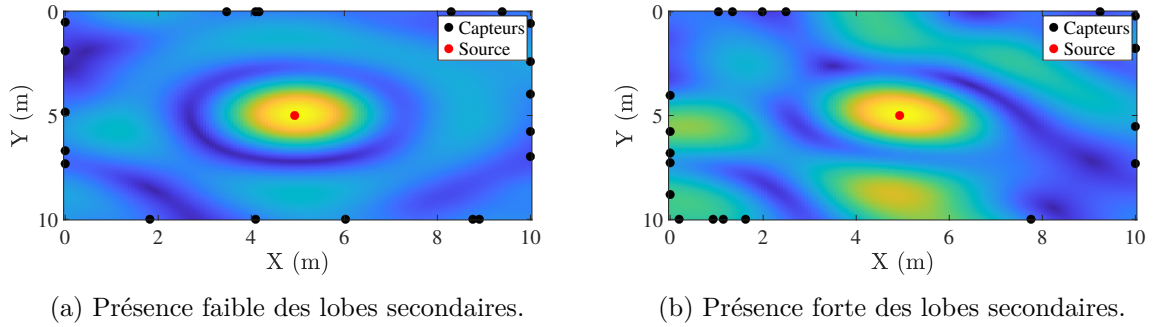 0
5
10
Y (m)
0
2
4
6
8
10
X (m)
Capteurs
Source
(a) Présence faible des lobes secondaires.
0
5
10
Y (m)
0
2
4
6
8
10
X (m)
Capteurs
Source
(b) Présence forte des lobes secondaires.